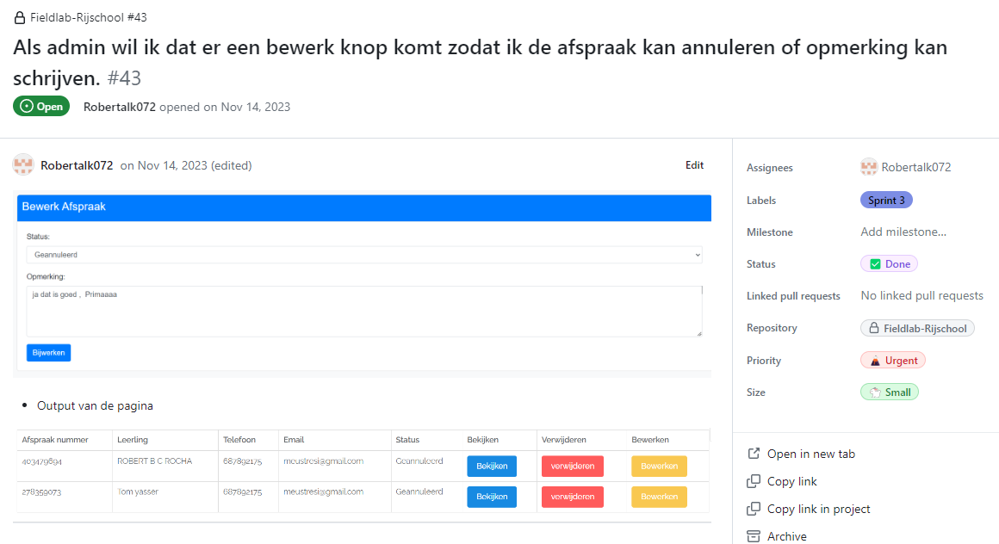 Fieldlab-Rijschool #43
Als admin wil ik dat er een bewerk knop komt zodat ik de afspraak kan annuleren of opmerking kan
schrijven. #43
Open Robertalk072 opened on Nov 14, 2023
Robertalk072 on Nov 14, 2023 (edited) Edit
Bewerk Afspraak
Status:
Geannuleerd
Opmerking:
ja dat is goed , Primaaaa
Bijwerken
Output van de pagina
Afspraak nummer Leerling Telefoon Email Status Bekijken Verwijderen Bewerken
403479694 ROBERT B C ROCHA 687892175 meustresi@gmail.com Geannuleerd Bekijken verwijderen Bewerken
278359073 Tom yasser 687892175 meustresi@gmail.com Geannuleerd Bekijken verwijderen Bewerken
Assignees Robertalk072
Labels Sprint 3
Milestone Add milestone...
Status Done
Linked pull requests No linked pull requests
Repository Fieldlab-Rijschool
Priority Urgent
Size Small
Open in new tab
Copy link
Copy link in project
Archive